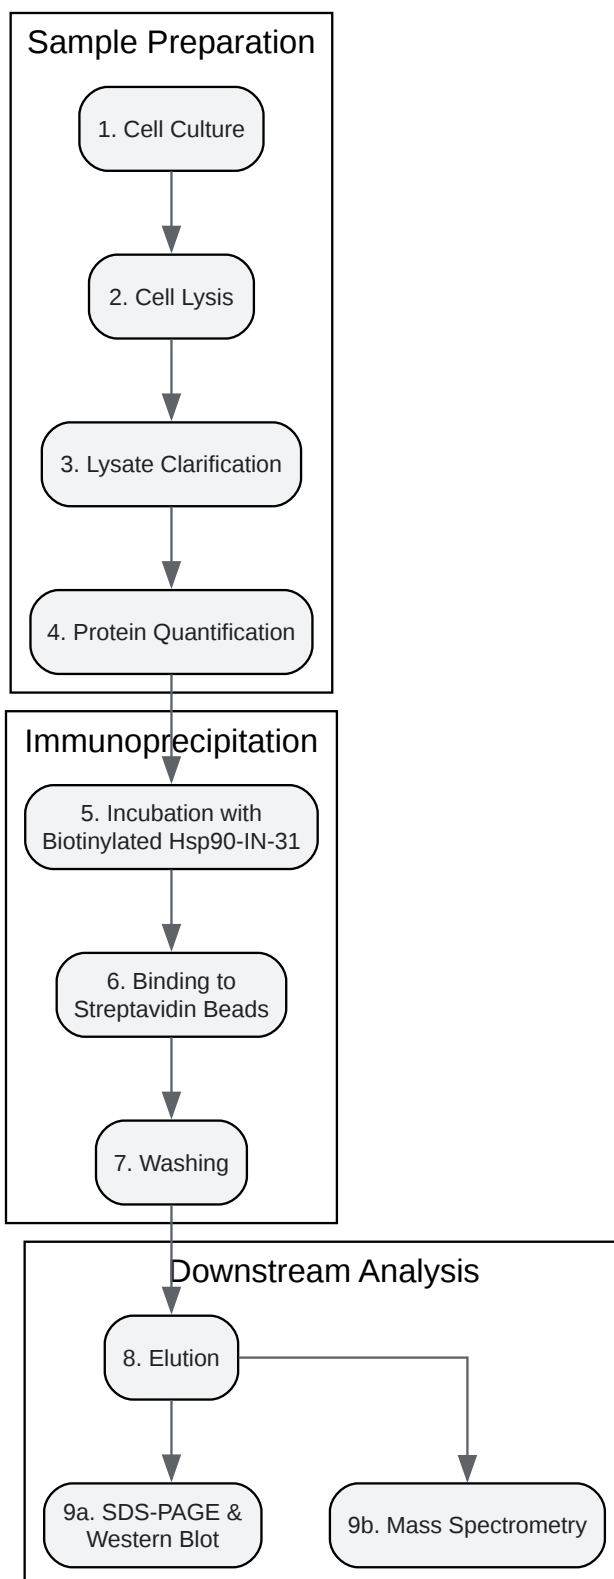 Sample Preparation
1. Cell Culture
2. Cell Lysis
3. Lysate Clarification
4. Protein Quantification
Immunoprecipitation
5. Incubation with
Biotinylated Hsp90-IN-31
6. Binding to
Streptavidin Beads
7. Washing
Downstream Analysis
8. Elution
9a. SDS-PAGE &
Western Blot
9b. Mass Spectrometry